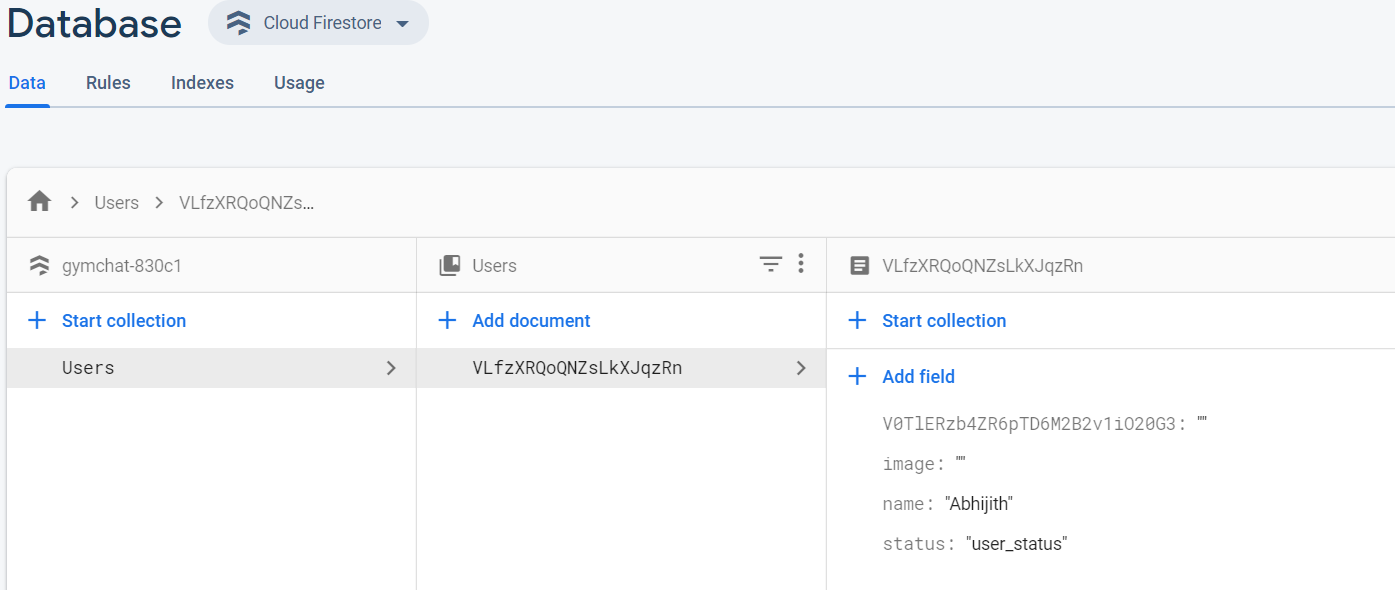 Database Cloud Firestore
Data Rules Indexes Usage
Users VLfzXRQoQNZs...
gymchat-830c1 Users VLfzXRQoQNZsLkXJqzRn
Start collection Add document Start collection
Users VLfzXRQoQNZsLkXJqzRn
Add field
V0TlERzb4ZR6pTD6M2B2v1iO20G3: ""
image: ""
name: "Abhijith"
status: "user_status"